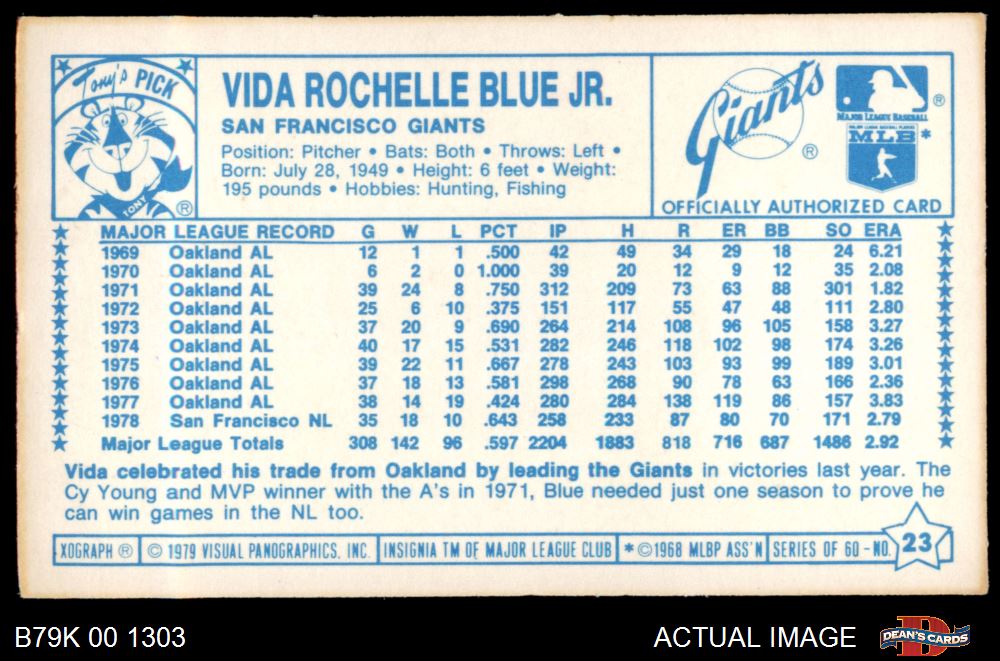 Tony's PICK
TONY ®
VIDA ROCHELLE BLUE JR.
SAN FRANCISCO GIANTS
Position: Pitcher • Bats: Both • Throws: Left •
Born: July 28, 1949 • Height: 6 feet • Weight:
195 pounds • Hobbies: Hunting, Fishing
Giants ®
®
MAJOR LEAGUE BASEBALL
MAJOR LEAGUE BASEBALL PLAYERS
MLB *
OFFICIALLY AUTHORIZED CARD
MAJOR LEAGUE RECORD G W L PCT IP H R ER BB SO ERA
1969 Oakland AL 12 1 1 .500 42 49 34 29 18 24 6.21
1970 Oakland AL 6 2 0 1.000 39 20 12 9 12 35 2.08
1971 Oakland AL 39 24 8 .750 312 209 73 63 88 301 1.82
1972 Oakland AL 25 6 10 .375 151 117 55 47 48 111 2.80
1973 Oakland AL 37 20 9 .690 264 214 108 96 105 158 3.27
1974 Oakland AL 40 17 15 .531 282 246 118 102 98 174 3.26
1975 Oakland AL 39 22 11 .667 278 243 103 93 99 189 3.01
1976 Oakland AL 37 18 13 .581 298 268 90 78 63 166 2.36
1977 Oakland AL 38 14 19 .424 280 284 138 119 86 157 3.83
1978 San Francisco NL 35 18 10 .643 258 233 87 80 70 171 2.79
Major League Totals 308 142 96 .597 2204 1883 818 716 687 1486 2.92
Vida celebrated his trade from Oakland by leading the Giants in victories last year. The
Cy Young and MVP winner with the A's in 1971, Blue needed just one season to prove he
can win games in the NL too.
XOGRAPH ® © 1979 VISUAL PANOGRAPHICS, INC. INSIGNIA TM OF MAJOR LEAGUE CLUB * ©1968 MLBP ASS'N SERIES OF 60 - NO. 23
B79K 00 1303
ACTUAL IMAGE
DEAN'S CARDS